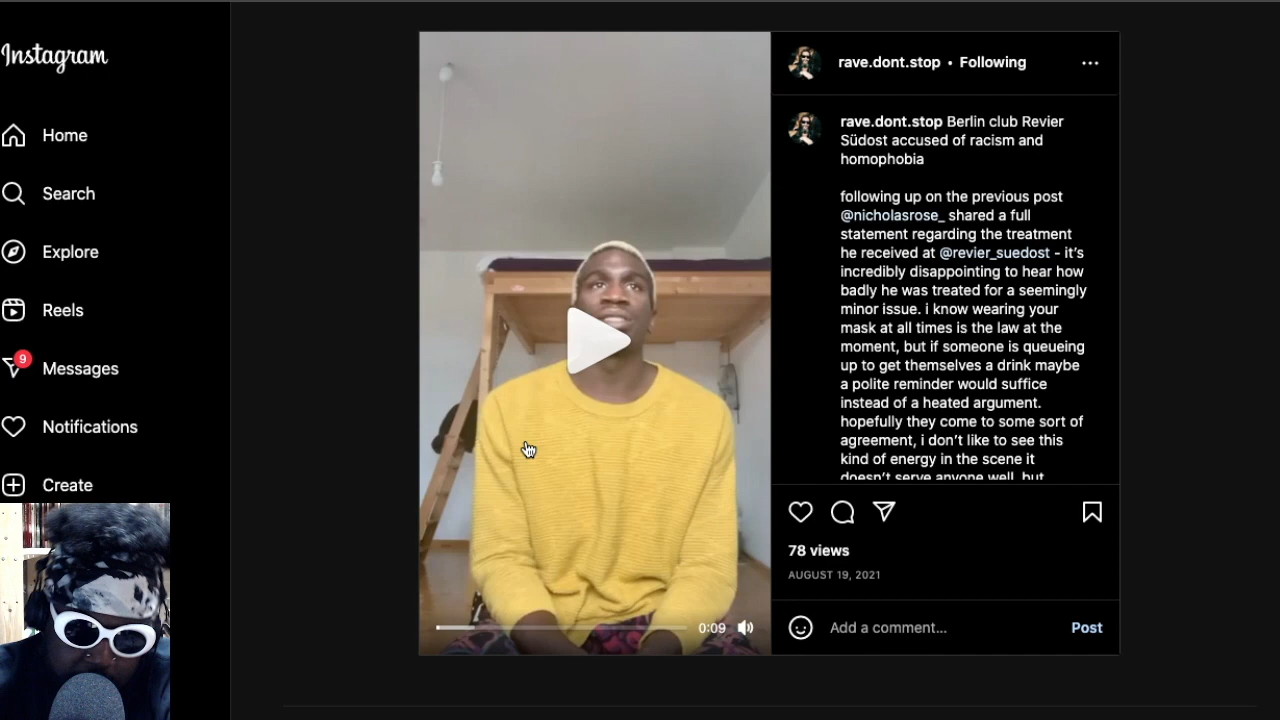 Instagram
Home
Search
Explore
Reels
9
Messages
Notifications
Create
0:09
rave.dont.stop • Following
rave.dont.stop Berlin club Revier
Südost accused of racism and
homophobia
following up on the previous post
@nicholasrose_ shared a full
statement regarding the treatment
he received at @revier_suedost - it’s
incredibly disappointing to hear how
badly he was treated for a seemingly
minor issue. i know wearing your
mask at all times is the law at the
moment, but if someone is queueing
up to get themselves a drink maybe
a polite reminder would suffice
instead of a heated argument.
hopefully they come to some sort of
agreement, i don’t like to see this
kind of energy in the scene it
doesn’t serve anyone well, but
78 views
AUGUST 19, 2021
Add a comment...
Post